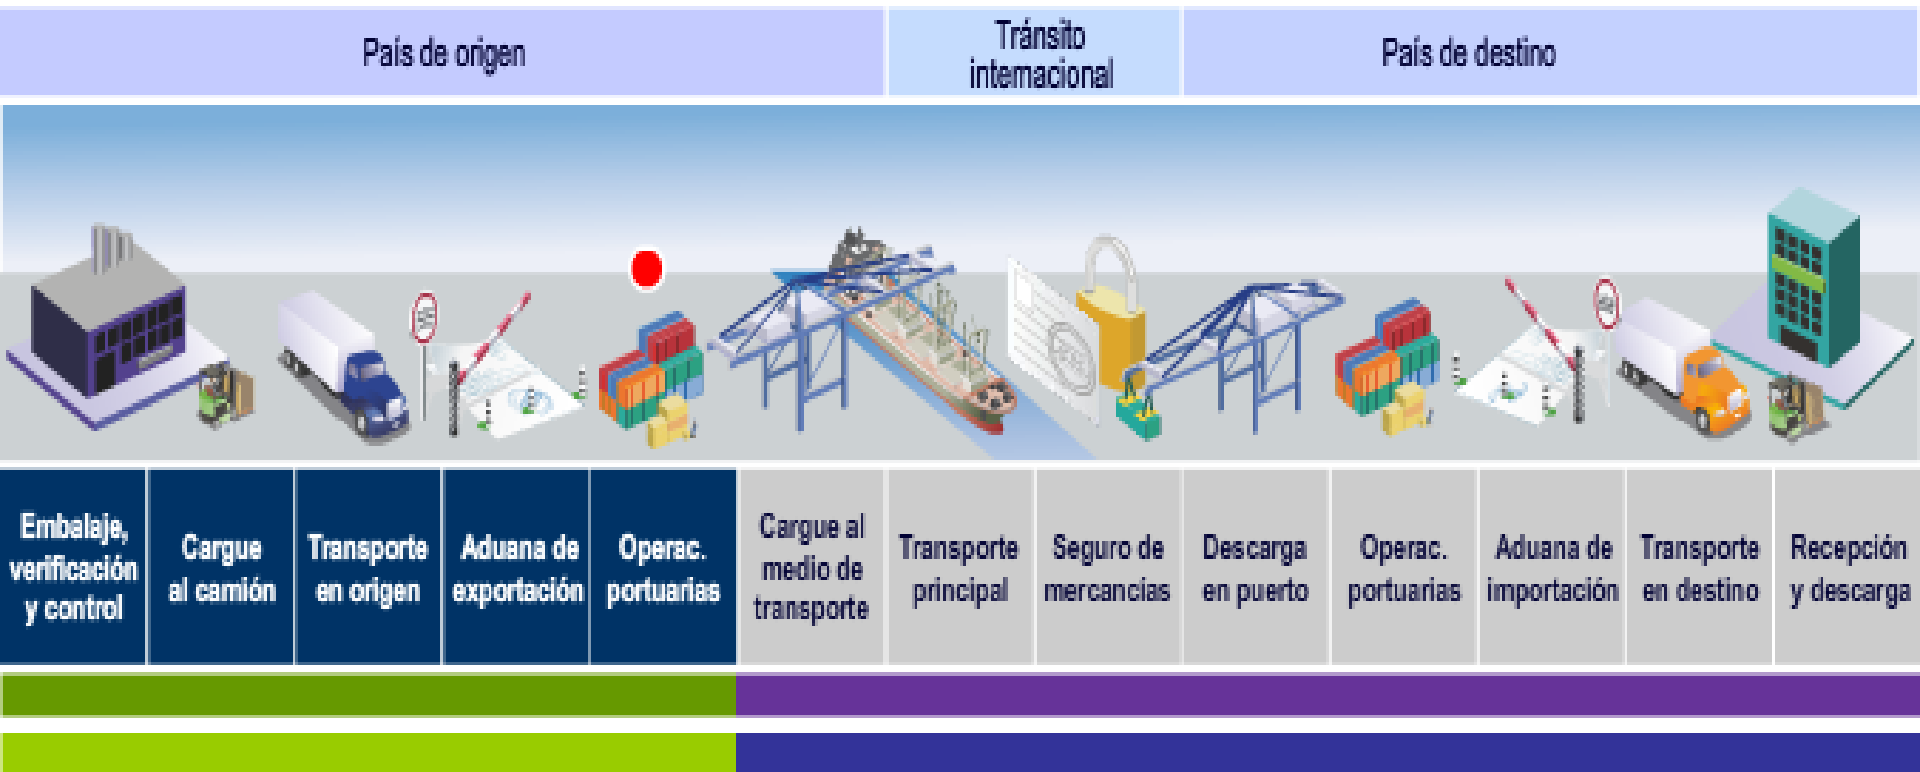 País de origen
Tránsito
internacional
País de destino
Embalaje,
verificación
y control
Cargue
al camión
Transporte
en origen
Aduana de
exportación
Operac.
portuarias
Cargue al
medio de
transporte
Transporte
principal
Seguro de
mercancías
Descarga
en puerto
Operac.
portuarias
Aduana de
importación
Transporte
en destino
Recepción
y descarga